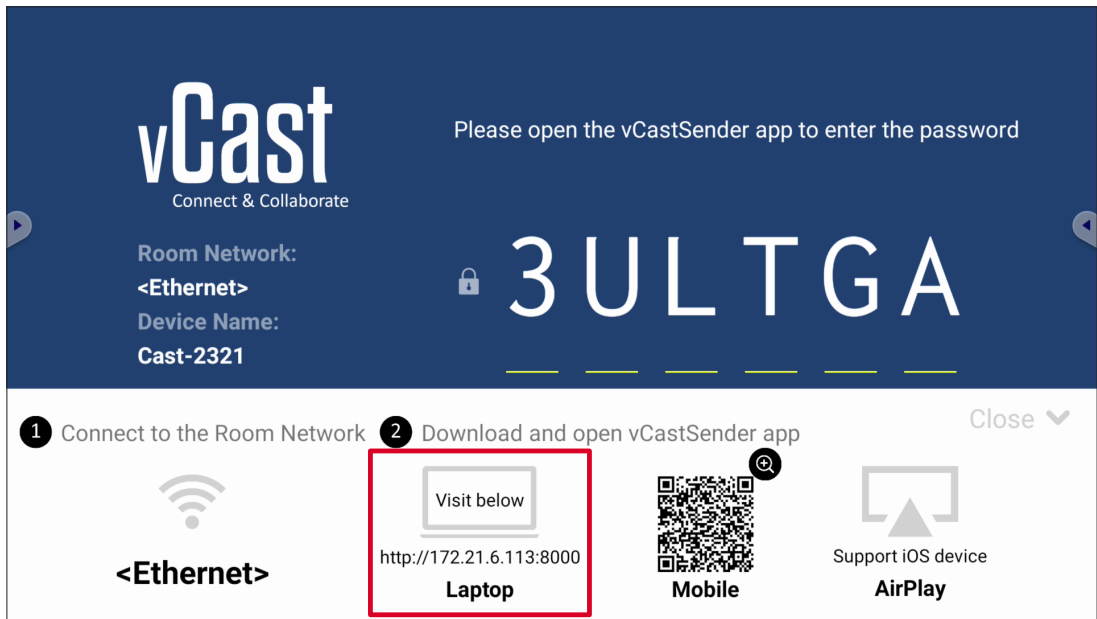 vCast
Connect & Collaborate
Please open the vCastSender app to enter the password
Room Network:
<Ethernet>
Device Name:
Cast-2321
3ULTGA
Close
1 Connect to the Room Network
2 Download and open vCastSender app
<Ethernet>
Visit below
http://172.21.6.113:8000
Laptop
Mobile
Support iOS device
AirPlay